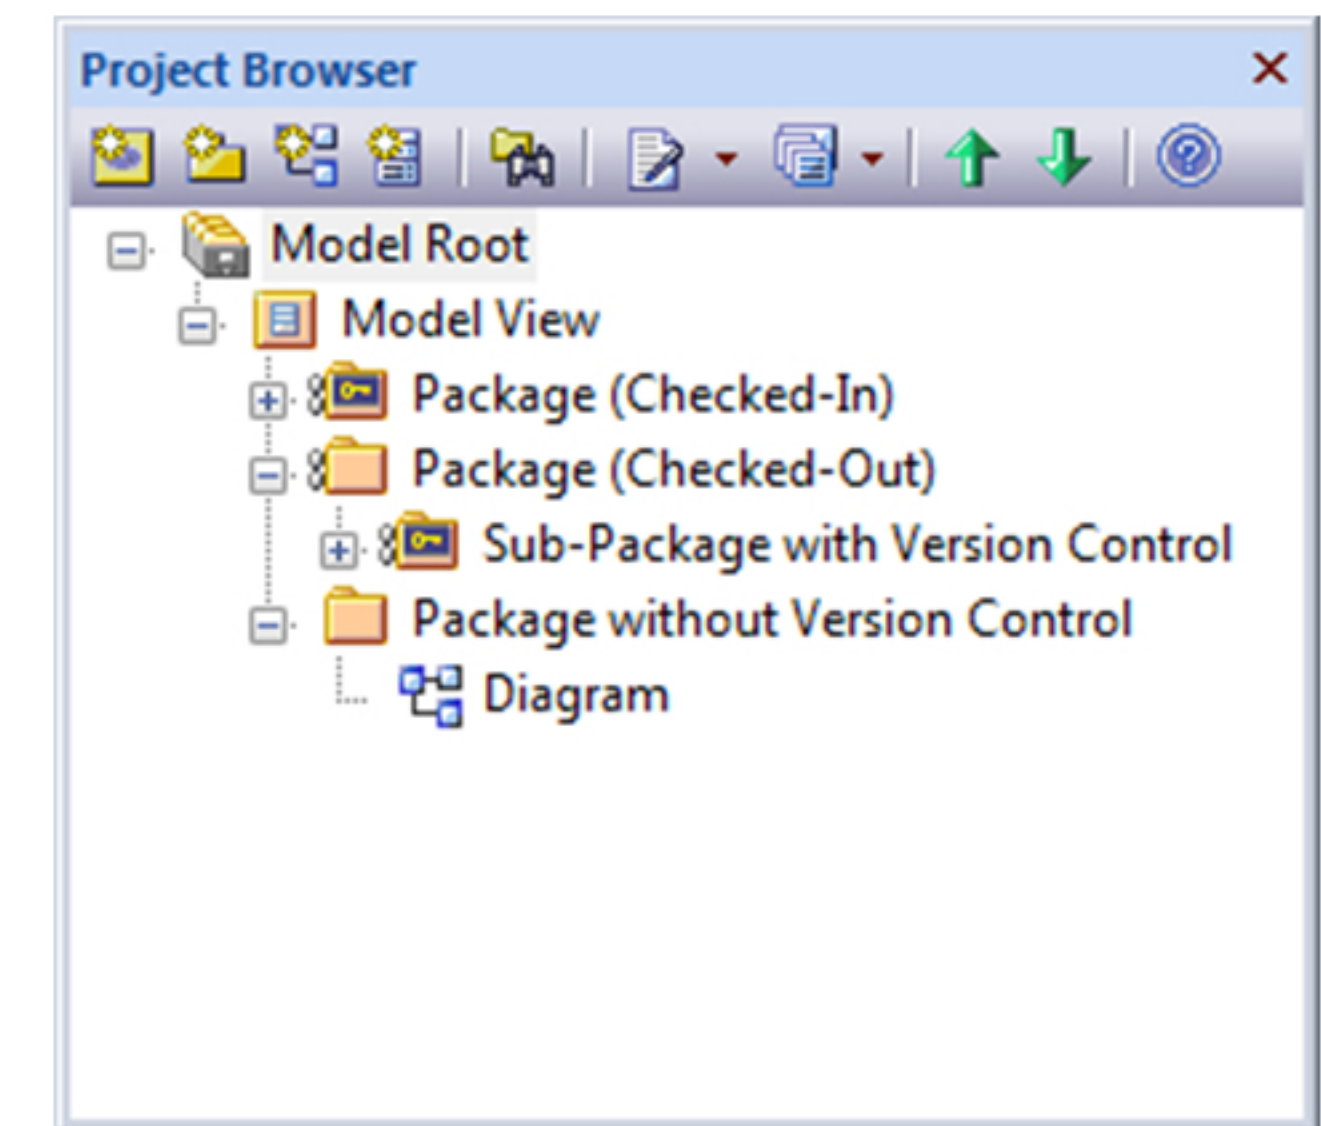 Project Browser
Model Root
Model View
Package (Checked-In)
Package (Checked-Out)
Sub-Package with Version Control
Package without Version Control
Diagram